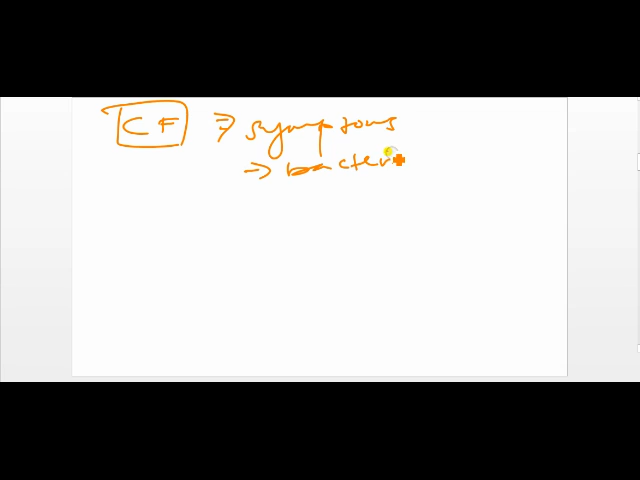 CF => symptoms
-> bacter